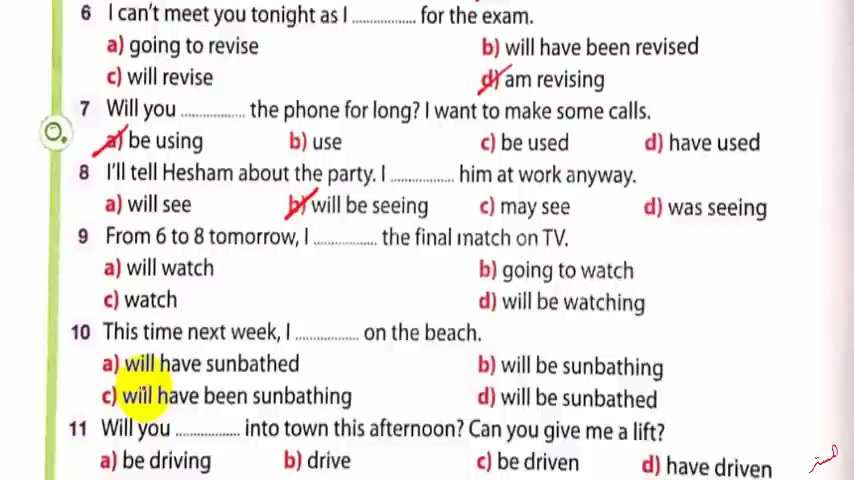 6 I can't meet you tonight as I ............... for the exam.
a) going to revise b) will have been revised
c) will revise d) am revising
7 Will you ............... the phone for long? I want to make some calls.
a) be using b) use c) be used d) have used
8 I'll tell Hesham about the party. I ............... him at work anyway.
a) will see b) will be seeing c) may see d) was seeing
9 From 6 to 8 tomorrow, I ............... the final match on TV.
a) will watch b) going to watch
c) watch d) will be watching
10 This time next week, I ............... on the beach.
a) will have sunbathed b) will be sunbathing
c) will have been sunbathing d) will be sunbathed
11 Will you ............... into town this afternoon? Can you give me a lift?
a) be driving b) drive c) be driven d) have driven